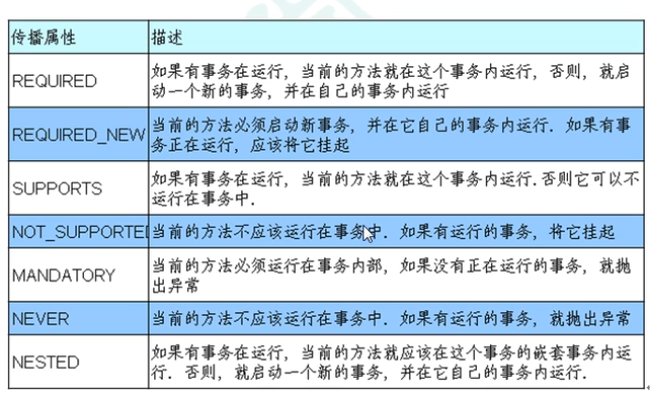 传播属性 描述
REQUIRED 如果有事务在运行，当前的方法就在这个事务内运行，否则，就启
动一个新的事务，并在自己的事务内运行
REQUIRED_NEW 当前的方法必须启动新事务，并在它自己的事务内运行．如果有事
务正在运行，应该将它挂起
SUPPORTS 如果有事务在运行，当前的方法就在这个事务内运行．否则它可以不
运行在事务中．
NOT_SUPPORTED 当前的方法不应该运行在事务中．如果有运行的事务，将它挂起
MANDATORY 当前的方法必须运行在事务内部，如果没有正在运行的事务，就抛
出异常
NEVER 当前的方法不应该运行在事务中．如果有运行的事务，就抛出异常
NESTED 如果有事务在运行，当前的方法就应该在这个事务的嵌套事务内运
行．否则，就启动一个新的事务，并在它自己的事务内运行．